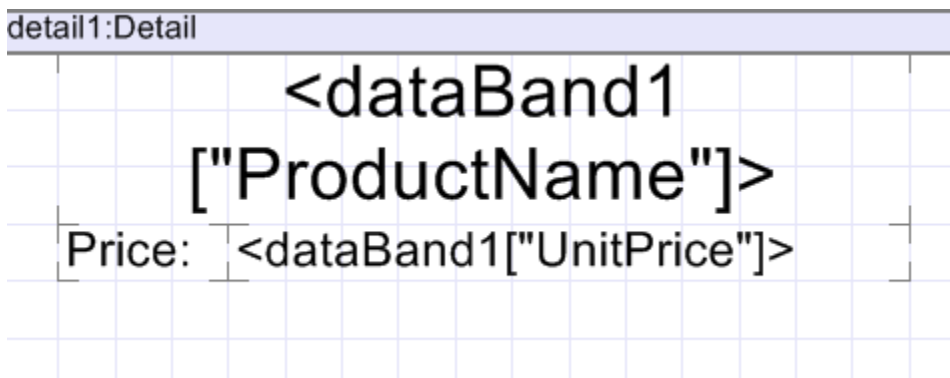 detail1:Detail
<dataBand1
["ProductName"]>
Price: <dataBand1["UnitPrice"]>